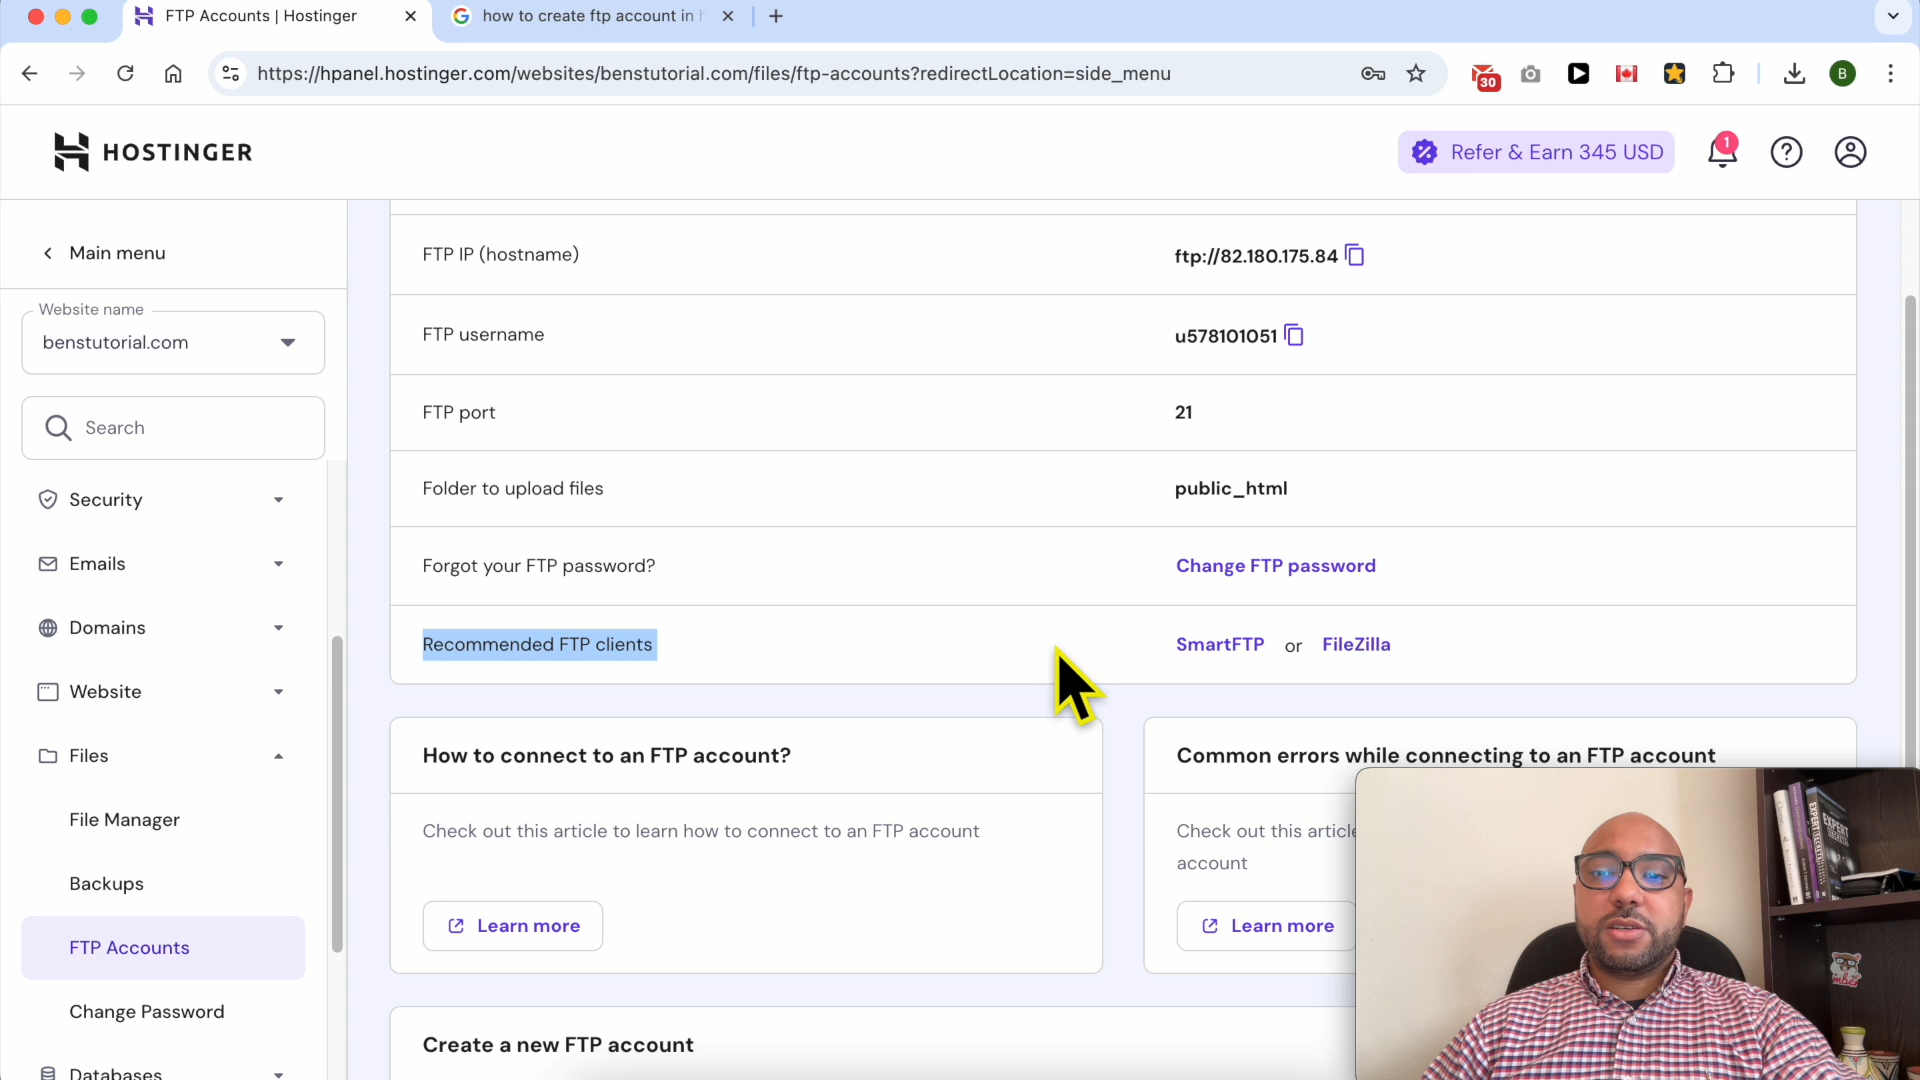 FTP Accounts | Hostinger
how to create ftp account in h
https://hpanel.hostinger.com/websites/benstutorial.com/files/ftp-accounts?redirectLocation=side_menu
30
B
HOSTINGER
Refer & Earn 345 USD
1
Main menu
Website name
benstutorial.com
Search
Security
Emails
Domains
Website
Files
File Manager
Backups
FTP Accounts
Change Password
Databases
FTP IP (hostname)
ftp://82.180.175.84
FTP username
u578101051
FTP port
21
Folder to upload files
public_html
Forgot your FTP password?
Change FTP password
Recommended FTP clients
SmartFTP or FileZilla
How to connect to an FTP account?
Check out this article to learn how to connect to an FTP account
Learn more
Common errors while connecting to an FTP account
Check out this article
account
Learn more
Create a new FTP account
EXPERT
SECRETS
EXPERT